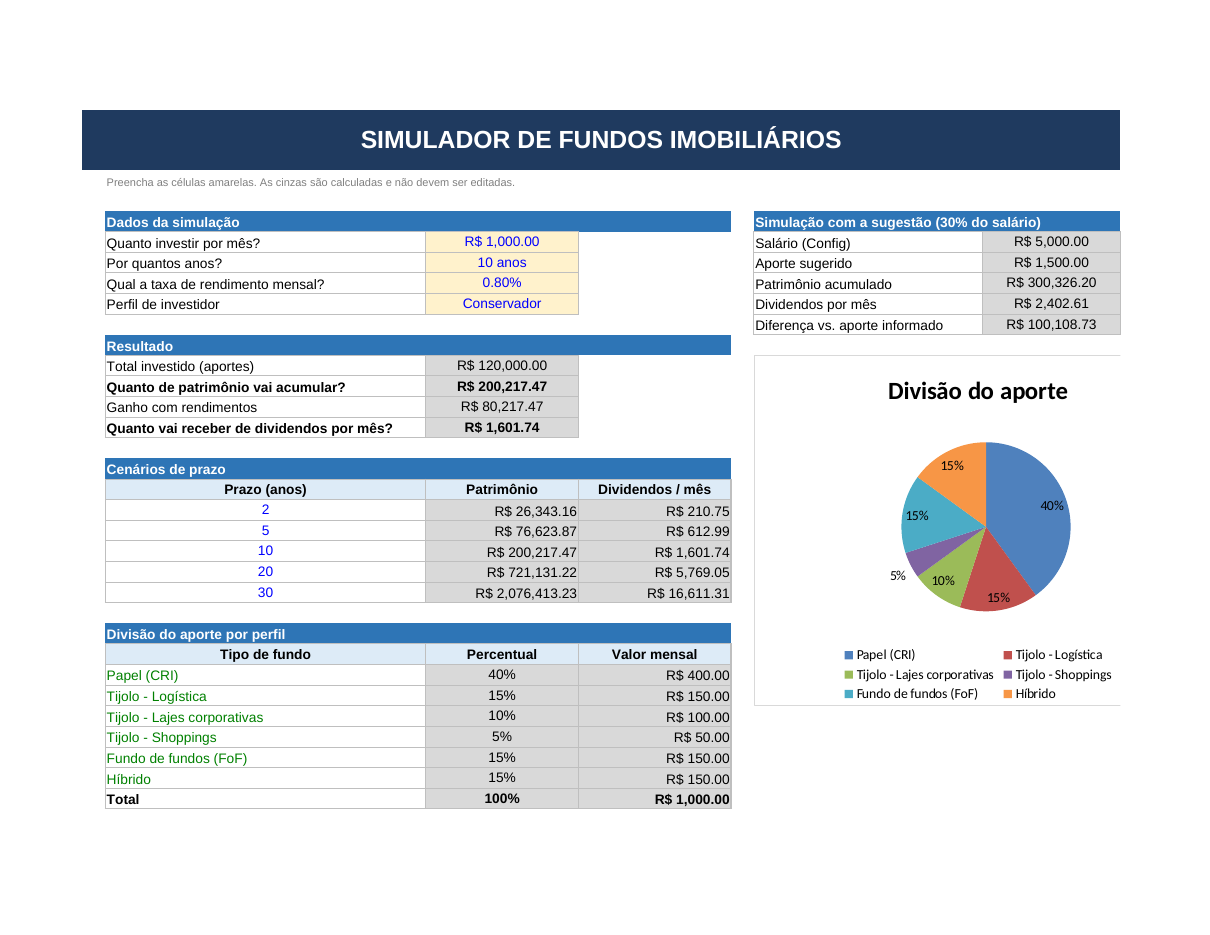 SIMULADOR DE FUNDOS IMOBILIÁRIOS
Preencha as células amarelas. As cinzas são calculadas e não devem ser editadas.
Dados da simulação
Quanto investir por mês? R$ 1,000.00
Por quantos anos? 10 anos
Qual a taxa de rendimento mensal? 0.80%
Perfil de investidor Conservador
Resultado
Total investido (aportes) R$ 120,000.00
Quanto de patrimônio vai acumular? R$ 200,217.47
Ganho com rendimentos R$ 80,217.47
Quanto vai receber de dividendos por mês? R$ 1,601.74
Cenários de prazo
Prazo (anos) Patrimônio Dividendos / mês
2 R$ 26,343.16 R$ 210.75
5 R$ 76,623.87 R$ 612.99
10 R$ 200,217.47 R$ 1,601.74
20 R$ 721,131.22 R$ 5,769.05
30 R$ 2,076,413.23 R$ 16,611.31
Divisão do aporte por perfil
Tipo de fundo Percentual Valor mensal
Papel (CRI) 40% R$ 400.00
Tijolo - Logística 15% R$ 150.00
Tijolo - Lajes corporativas 10% R$ 100.00
Tijolo - Shoppings 5% R$ 50.00
Fundo de fundos (FoF) 15% R$ 150.00
Híbrido 15% R$ 150.00
Total 100% R$ 1,000.00
Simulação com a sugestão (30% do salário)
Salário (Config) R$ 5,000.00
Aporte sugerido R$ 1,500.00
Patrimônio acumulado R$ 300,326.20
Dividendos por mês R$ 2,402.61
Diferença vs. aporte informado R$ 100,108.73
Divisão do aporte
15%
40%
15%
5%
10%
15%
Papel (CRI) Tijolo - Logística
Tijolo - Lajes corporativas Tijolo - Shoppings
Fundo de fundos (FoF) Híbrido